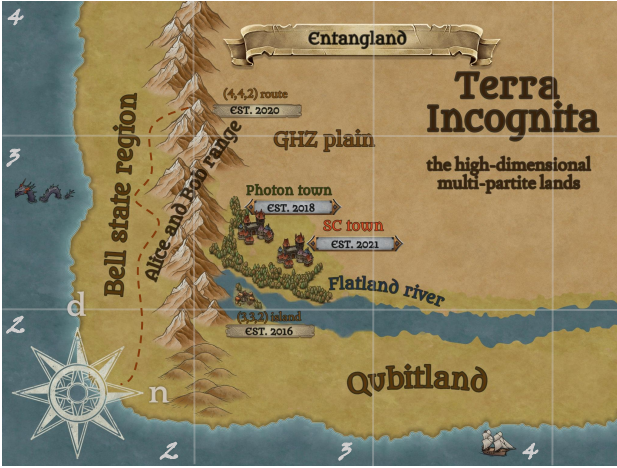 4
Entangland
Terra
Incognita
(4,4,2) route
EST. 2020
GHZ plain
3
the high-dimensional
multi-partite lands
Bell state region
Alice and Bob range
Photon town
EST. 2018
SC town
EST. 2021
Flatland river
d
2
(3,3,2) island
EST. 2016
Qubitland
n
2
3
4